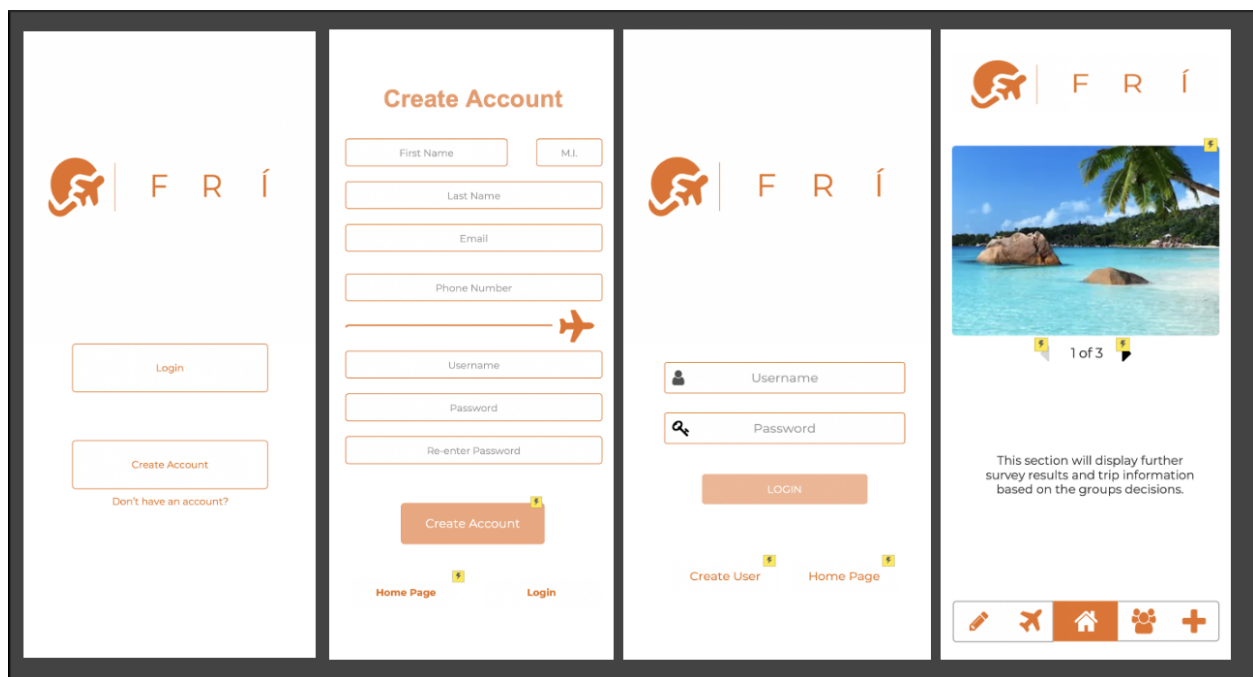 F R Í
Login
Create Account
Don't have an account?
Create Account
First Name
M.I.
Last Name
Email
Phone Number
Username
Password
Re-enter Password
Create Account
Home Page
Login
F R Í
Username
Password
LOGIN
Create User
Home Page
F R Í
1 of 3
This section will display further
survey results and trip information
based on the groups decisions.